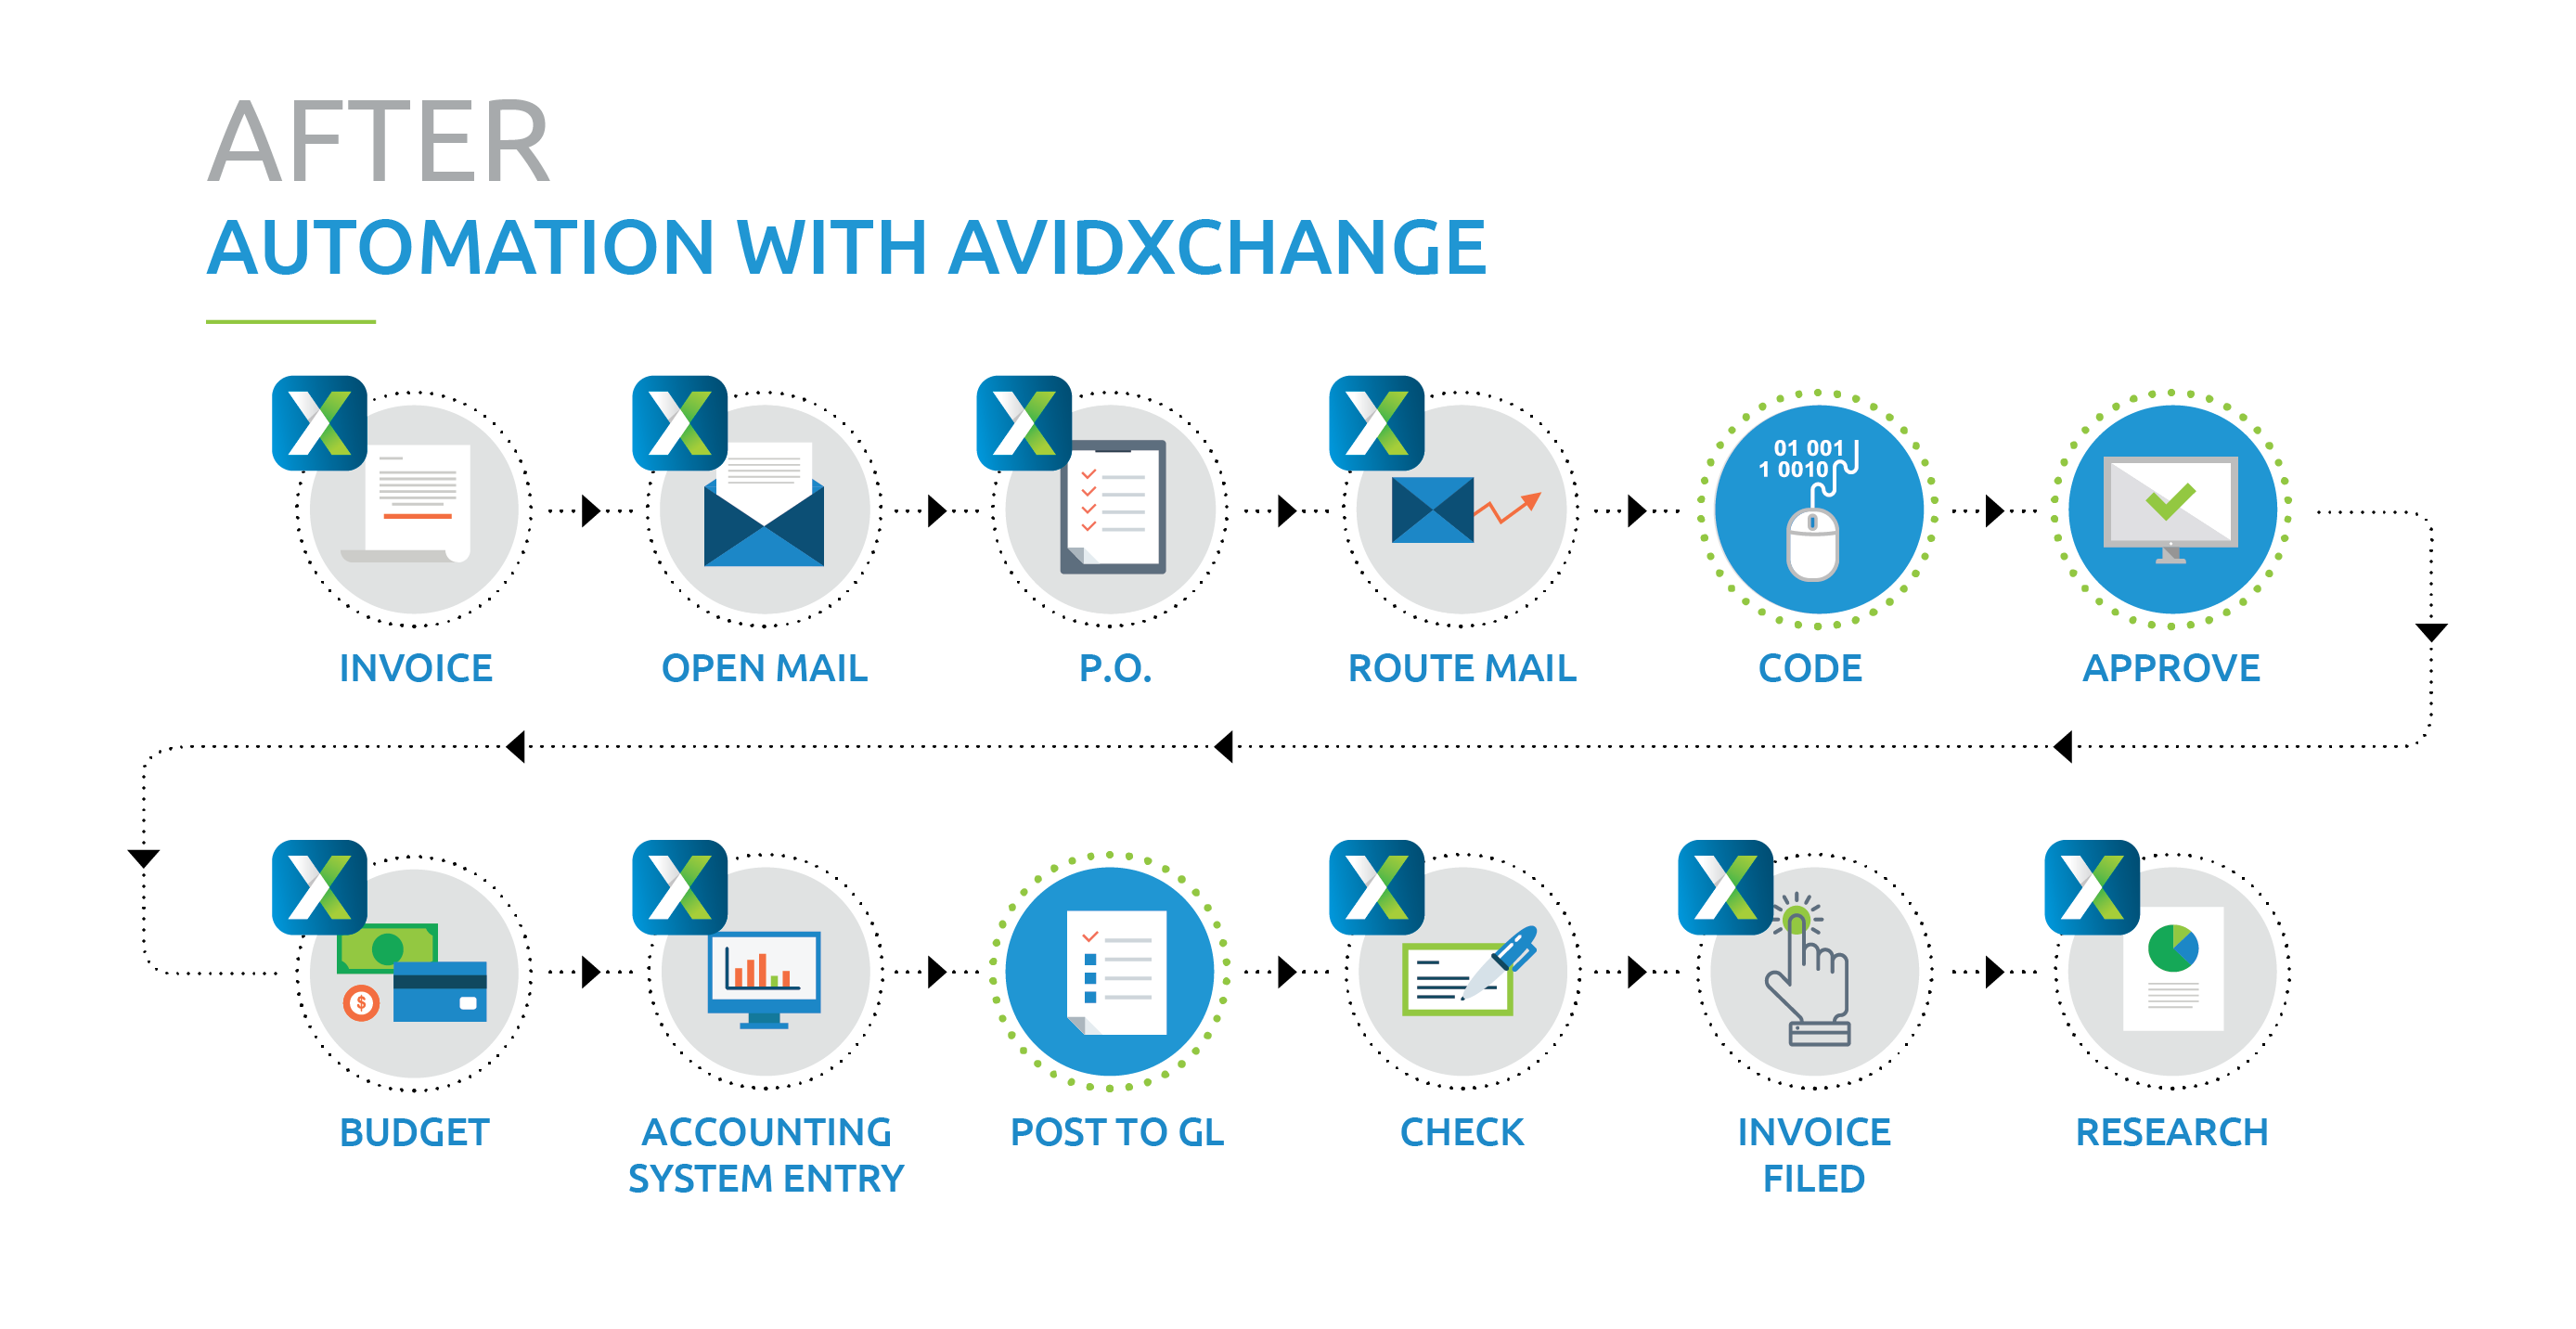 AFTER
AUTOMATION WITH AVIDXCHANGE
01 001
1 0010
INVOICE
OPEN MAIL
P.O.
ROUTE MAIL
CODE
APPROVE
$
BUDGET
ACCOUNTING
SYSTEM ENTRY
POST TO GL
CHECK
INVOICE
FILED
RESEARCH